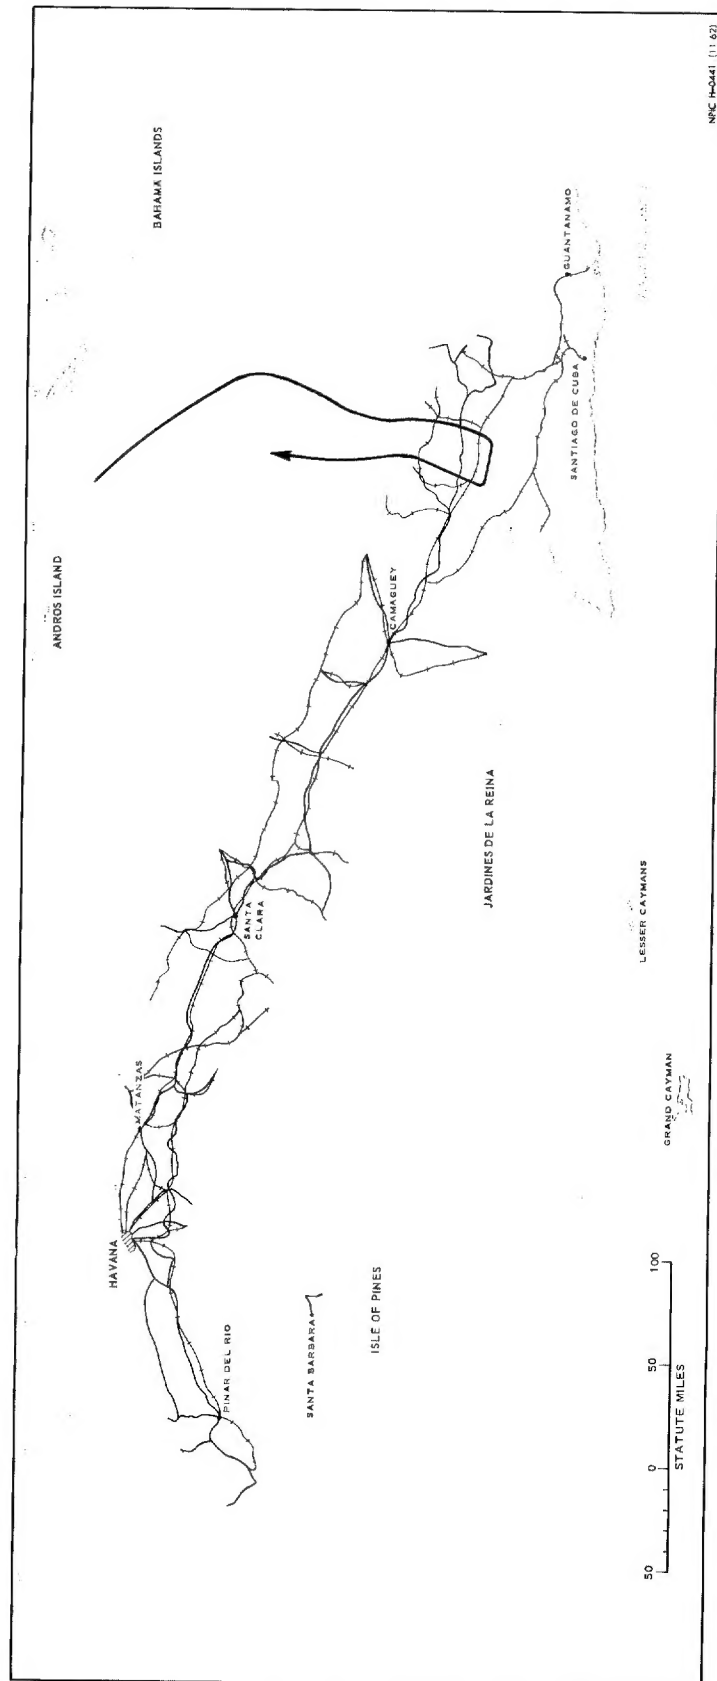 BAHAMA ISLANDS
ANDROS ISLAND
HAVANA
MATANZAS
PINAR DEL RIO
SANTA
CLARA
SANTA BARBARA
ISLE OF PINES
CAMAGUEY
JARDINES DE LA REINA
GUANTANAMO
SANTIAGO DE CUBA
LESSER CAYMANS
GRAND CAYMAN
50 0 50 100
STATUTE MILES
NPIC H-0441 (11 62)